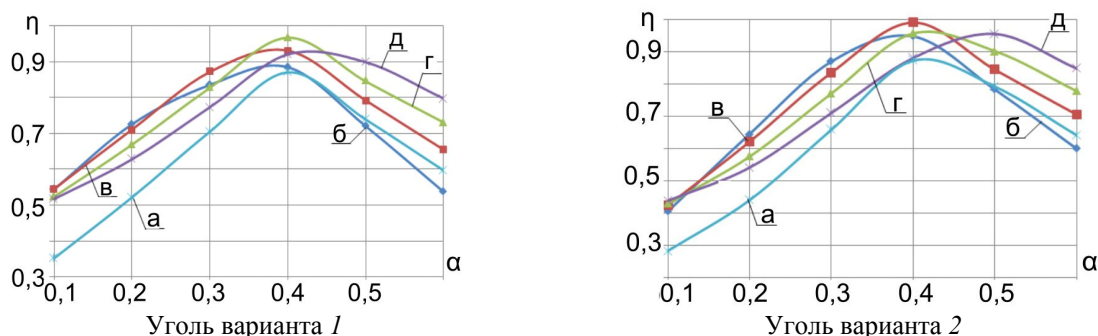 η
0,9
0,7
0,5
0,3
0,1 0,2 0,3 0,4 0,5
α
д
г
б
в
а
Уголь варианта 1
η
0,9
0,7
0,5
0,3
0,1 0,2 0,3 0,4 0,5
α
д
в
г
б
а
Уголь варианта 2